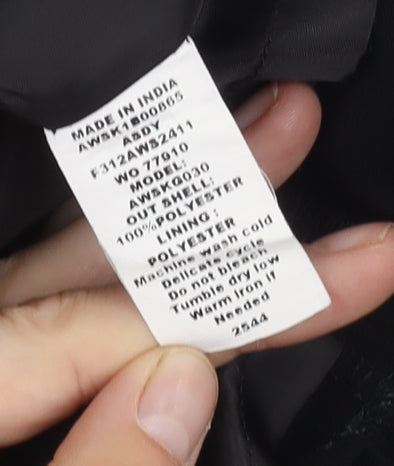 MADE IN INDIA
AWSK1800865
ASDY
F312AWS2411
WO 77010
MODEL:
AWSKG030
OUT SHELL:
100%POLYESTER
LINING :
POLYESTER
Machine wash cold
Delicate cycle
Do not bleach
Tumble dry low
Warm Iron if
Needed
2544